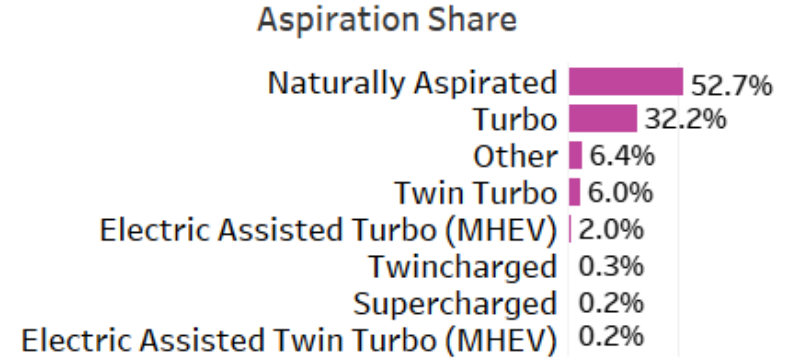 Aspiration Share
Naturally Aspirated 52.7%
Turbo 32.2%
Other 6.4%
Twin Turbo 6.0%
Electric Assisted Turbo (MHEV) 2.0%
Twincharged 0.3%
Supercharged 0.2%
Electric Assisted Twin Turbo (MHEV) 0.2%